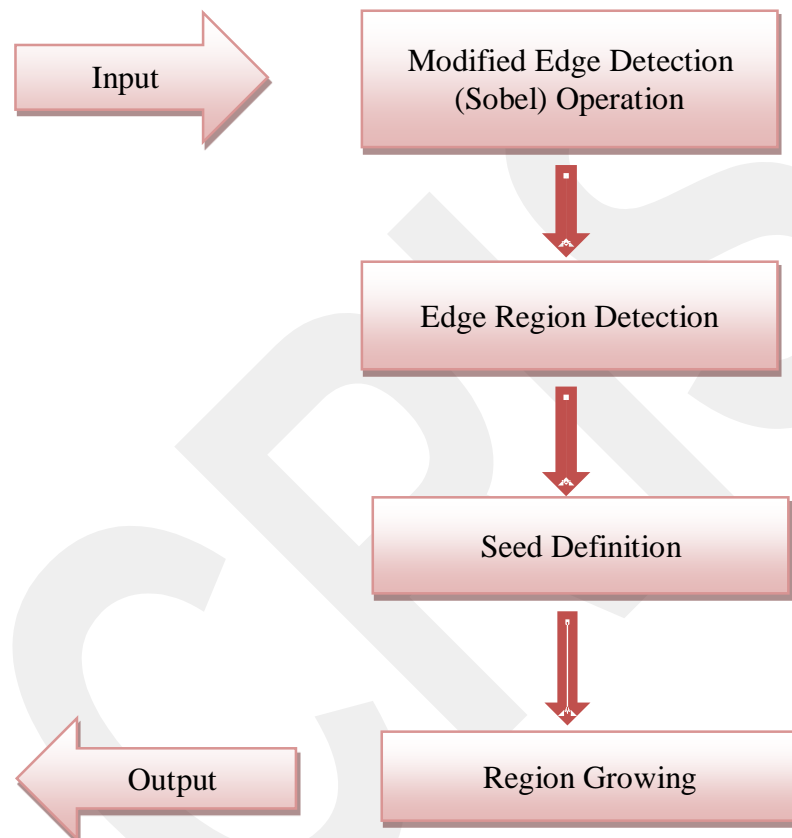 Input
Modified Edge Detection
(Sobel) Operation
Edge Region Detection
Seed Definition
Region Growing
Output